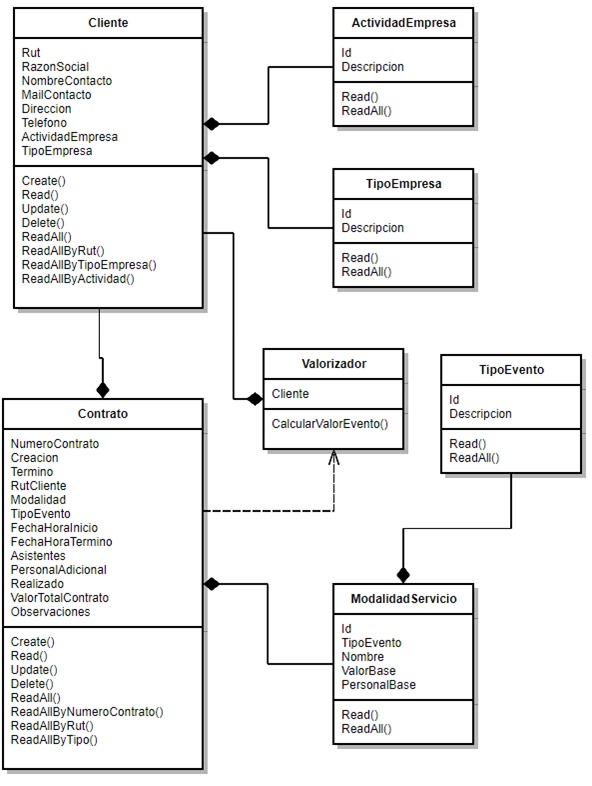 Cliente
Rut
RazonSocial
NombreContacto
MailContacto
Direccion
Telefono
ActividadEmpresa
TipoEmpresa
Create()
Read()
Update()
Delete()
ReadAll()
ReadAllByRut()
ReadAllByTipoEmpresa()
ReadAllByActividad()
ActividadEmpresa
Id
Descripcion
Read()
ReadAll()
TipoEmpresa
Id
Descripcion
Read()
ReadAll()
Valorizador
Cliente
CalcularValorEvento()
TipoEvento
Id
Descripcion
Read()
ReadAll()
Contrato
NumeroContrato
Creacion
Termino
RutCliente
Modalidad
TipoEvento
FechaHoraInicio
FechaHoraTermino
Asistentes
PersonalAdicional
Realizado
ValorTotalContrato
Observaciones
Create()
Read()
Update()
Delete()
ReadAll()
ReadAllByNumeroContrato()
ReadAllByRut()
ReadAllByTipo()
ModalidadServicio
Id
TipoEvento
Nombre
ValorBase
PersonalBase
Read()
ReadAll()